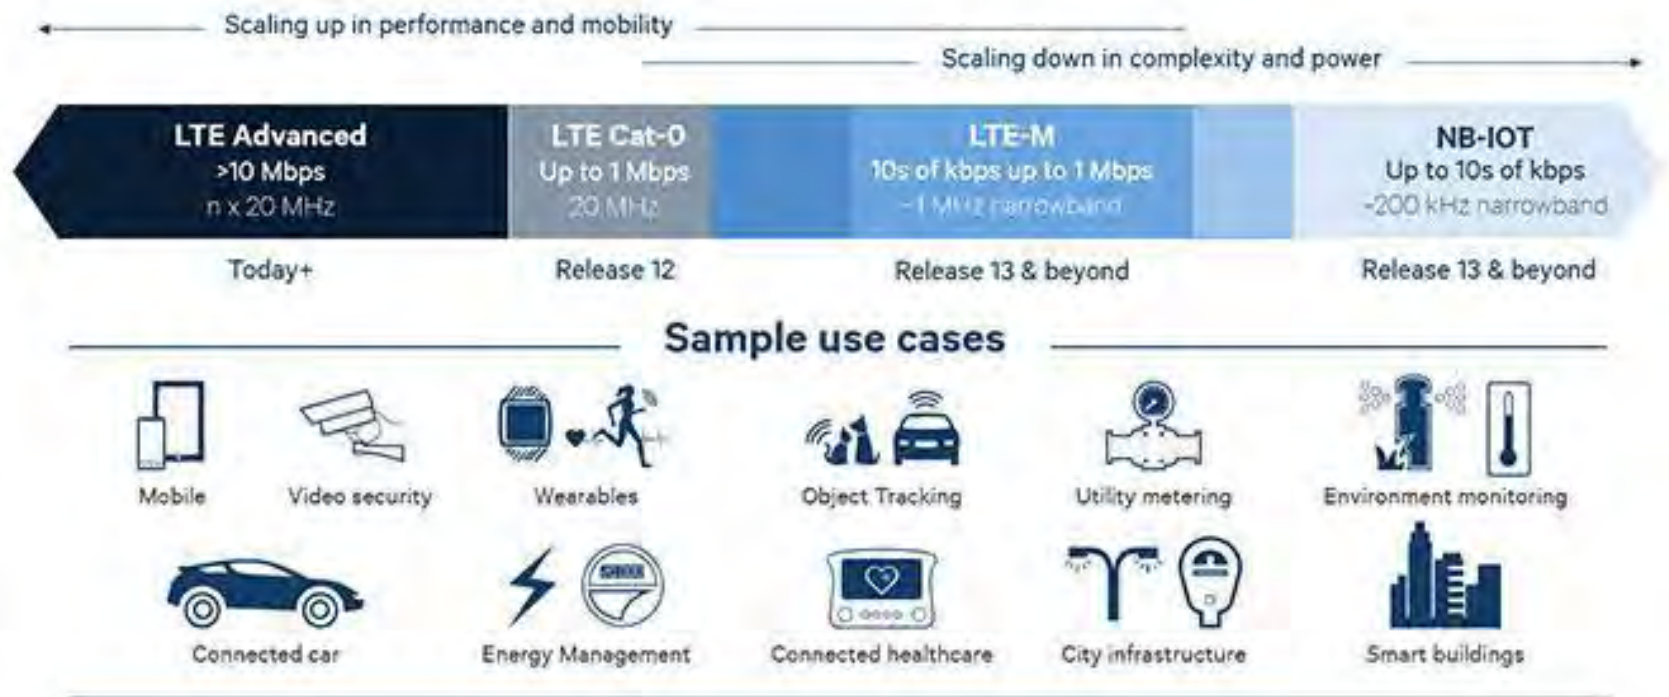 Scaling up in performance and mobility
Scaling down in complexity and power
LTE Advanced
>10 Mbps
n x 20 MHz
Today+
LTE Cat-0
Up to 1 Mbps
20 MHz
Release 12
LTE-M
10s of kbps up to 1 Mbps
~1 MHz narrowband
Release 13 & beyond
NB-IOT
Up to 10s of kbps
~200 kHz narrowband
Release 13 & beyond
Sample use cases
Mobile
Video security
Wearables
Object Tracking
Utility metering
Environment monitoring
Connected car
Energy Management
Connected healthcare
City infrastructure
Smart buildings